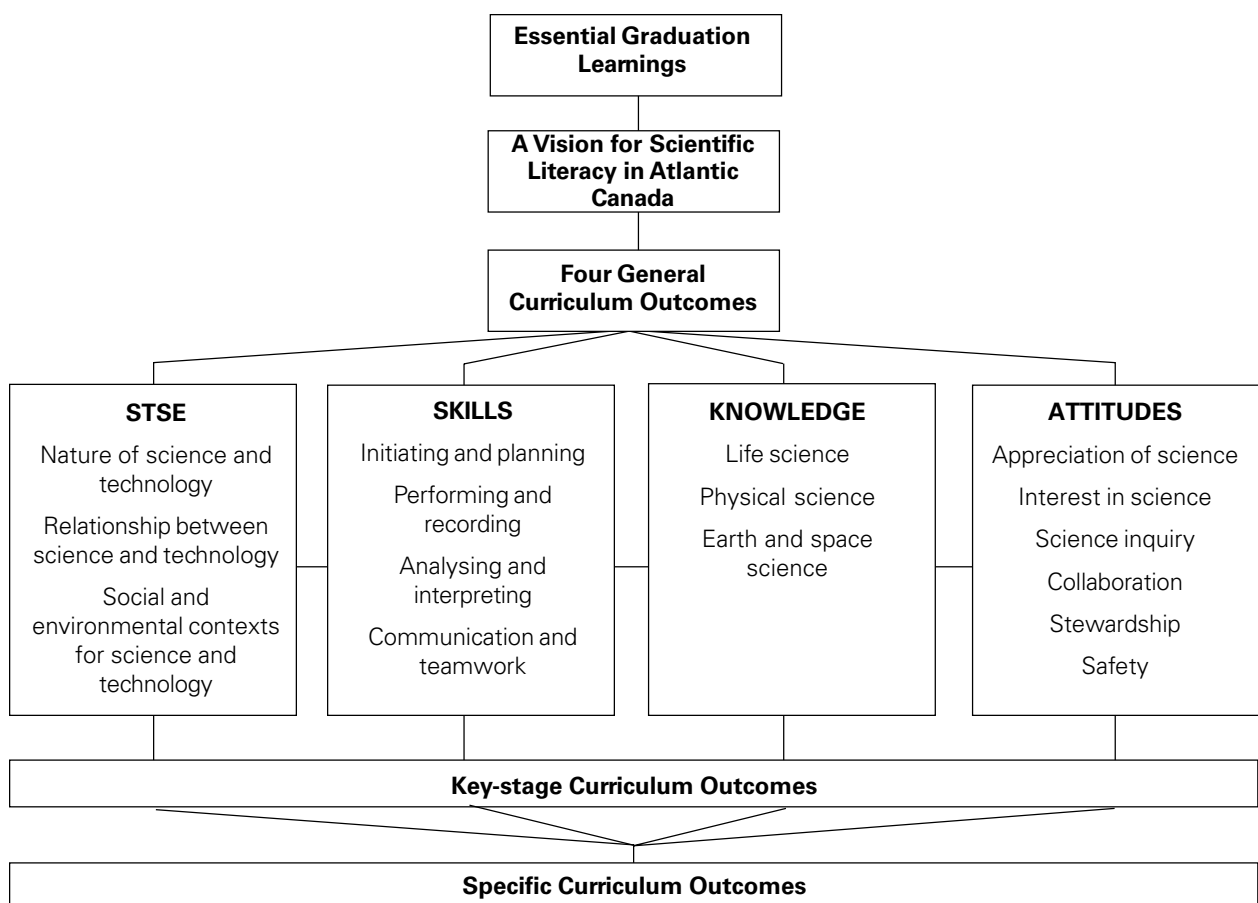 Essential Graduation
Learnings
A Vision for Scientific
Literacy in Atlantic
Canada
Four General
Curriculum Outcomes
STSE
Nature of science and
technology
Relationship between
science and technology
Social and
environmental contexts
for science and
technology
SKILLS
Initiating and planning
Performing and
recording
Analysing and
interpreting
Communication and
teamwork
KNOWLEDGE
Life science
Physical science
Earth and space
science
ATTITUDES
Appreciation of science
Interest in science
Science inquiry
Collaboration
Stewardship
Safety
Key-stage Curriculum Outcomes
Specific Curriculum Outcomes